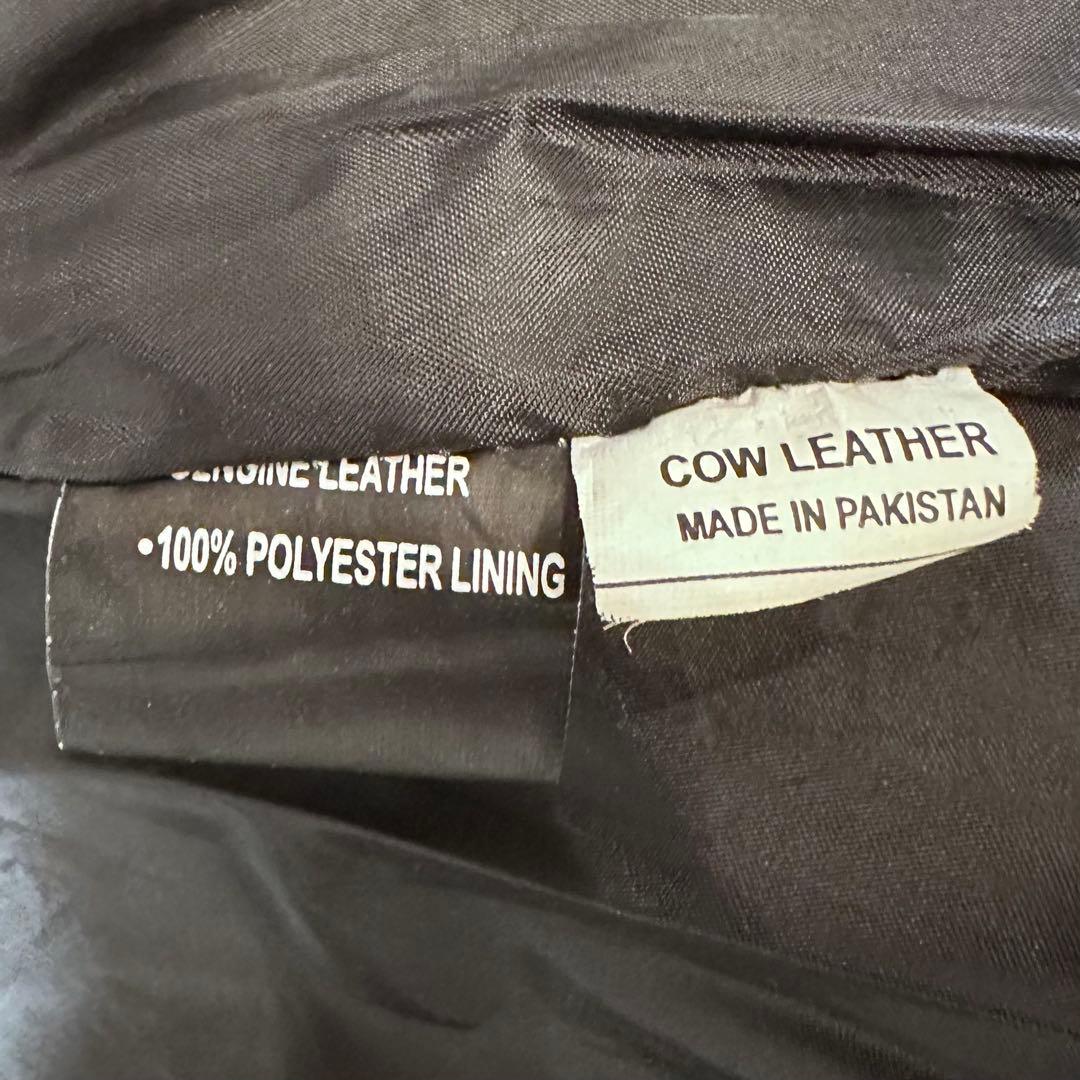 GENUINE LEATHER
•100% POLYESTER LINING
COW LEATHER
MADE IN PAKISTAN